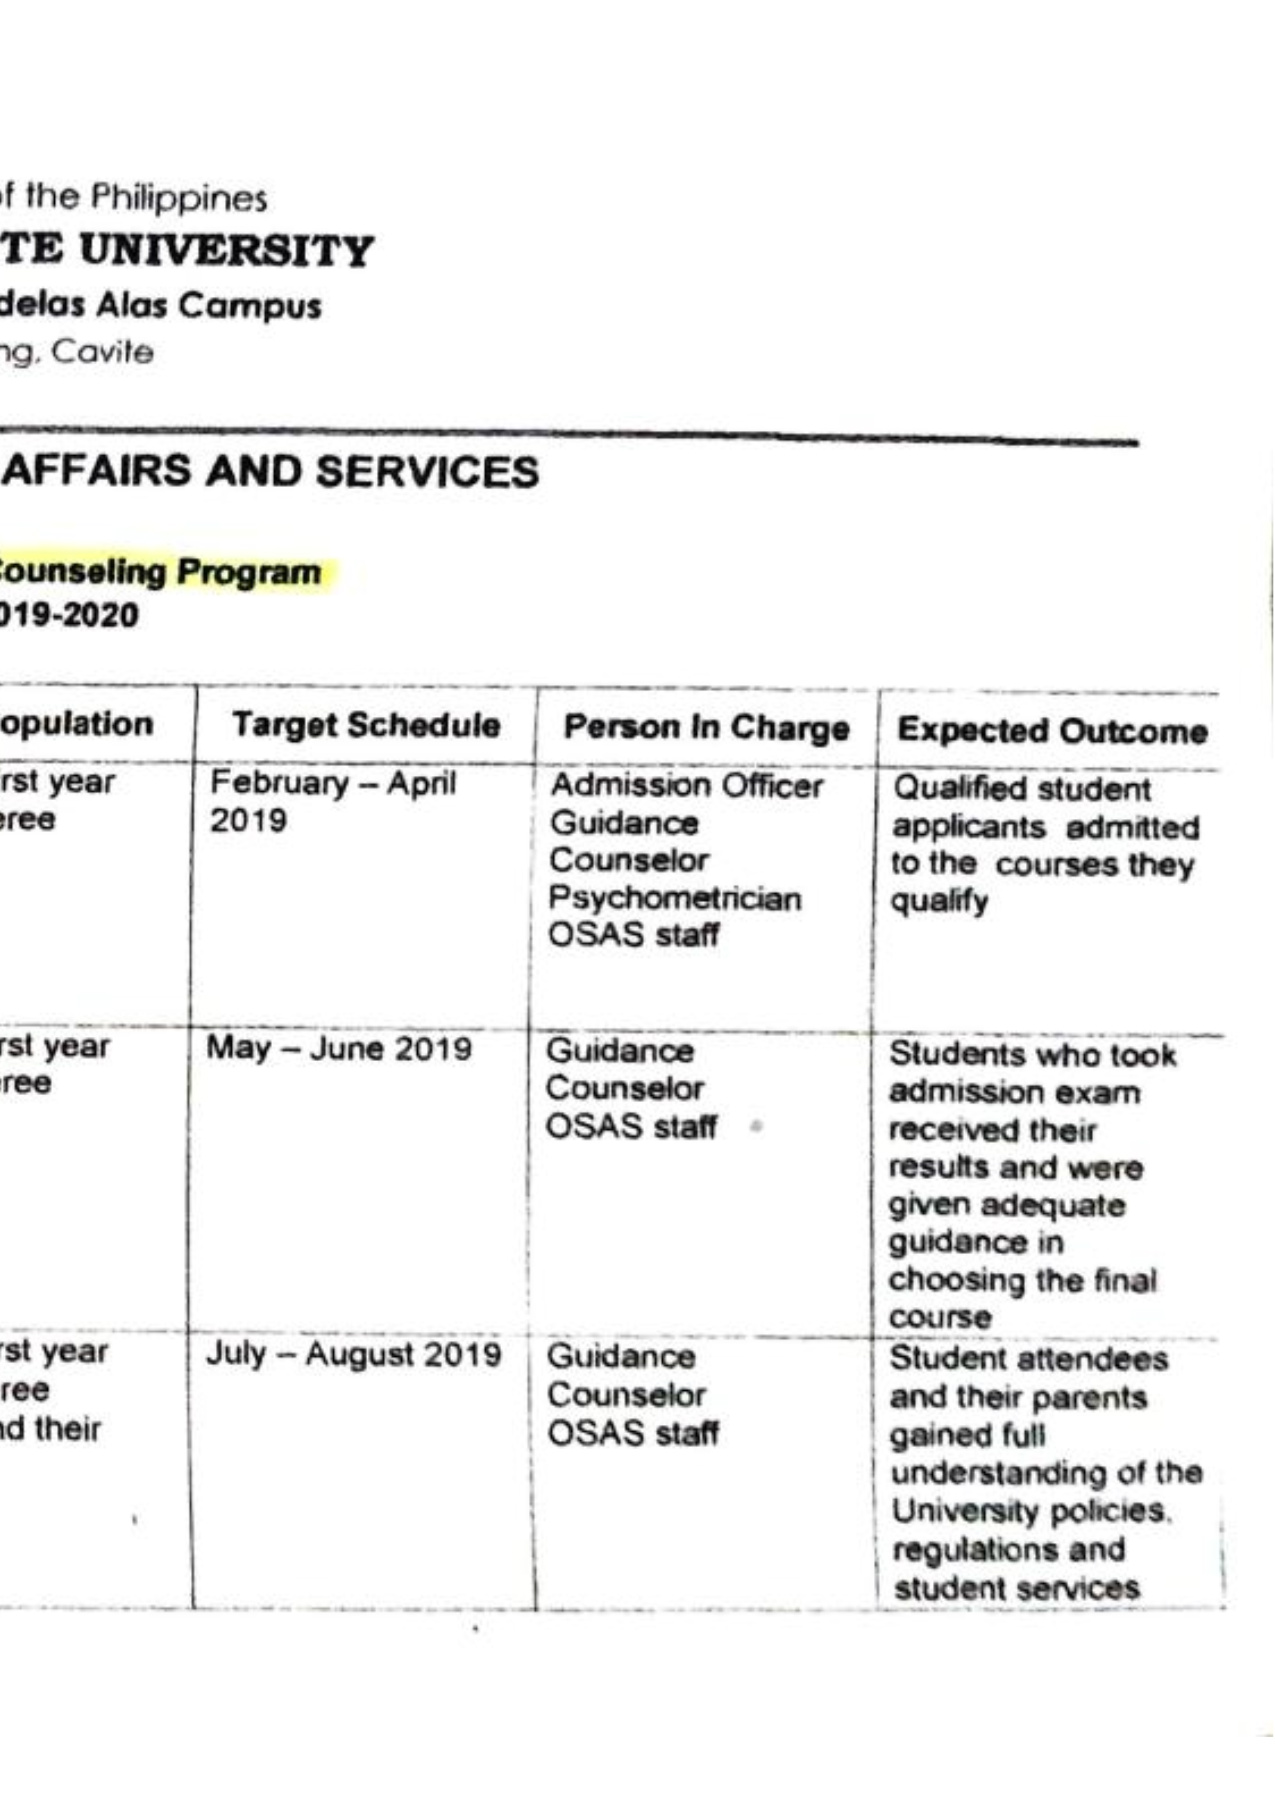 of the Philippines
TE UNIVERSITY
delas Alas Campus
ng, Cavite
AFFAIRS AND SERVICES
Counseling Program
019-2020
opulation
Target Schedule
Person In Charge
Expected Outcome
rst year
eree
February – April
2019
Admission Officer
Guidance
Counselor
Psychometrician
OSAS staff
Qualified student
applicants admitted
to the courses they
qualify
rst year
ree
May – June 2019
Guidance
Counselor
OSAS staff
Students who took
admission exam
received their
results and were
given adequate
guidance in
choosing the final
course
rst year
ree
nd their
July – August 2019
Guidance
Counselor
OSAS staff
Student attendees
and their parents
gained full
understanding of the
University policies.
regulations and
student services